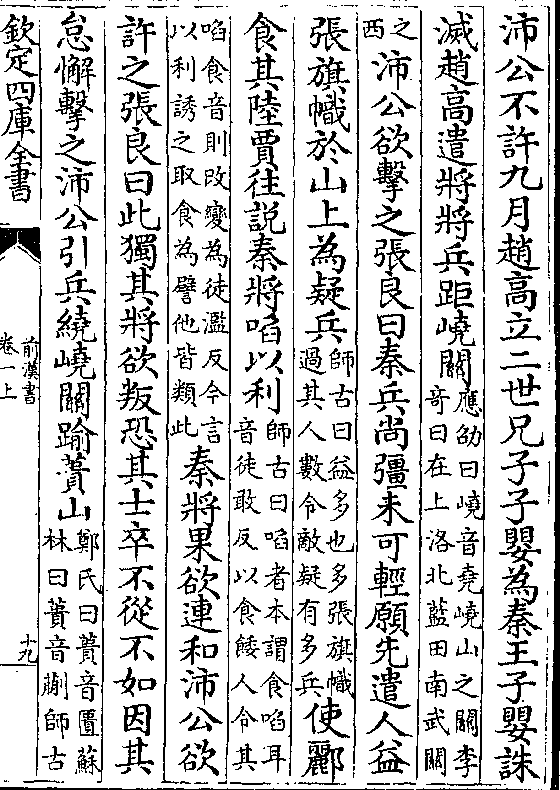 沛公不許九月趙高立二世兄子子嬰為秦王子嬰誅
滅趙高遣將將兵距嶢關應劭曰嶢音堯嶢山之關李
竒曰在上洛北藍田南武關
之
西
沛公欲擊之張良曰秦兵尚彊未可輕願先遣人益
張旗幟於山上為疑兵師古曰益多也多張旗幟
過其人數令敵疑有多兵使酈
食其陸賈往説秦將啗以利師古曰啗者本謂食啗耳
音徒敢反以食餧人令其
啗食音則改變為徒濫反今言
以利誘之取食為譬他皆類此
秦將果欲連和沛公欲
許之張良曰此獨其將欲叛恐其士卒不從不如因其
怠懈擊之沛公引兵繞嶢關踰蕢山鄭氏曰蕢音匱蘇
林曰蕢音蒯師古
欽定四庫全書
前漢書
卷一上
十九